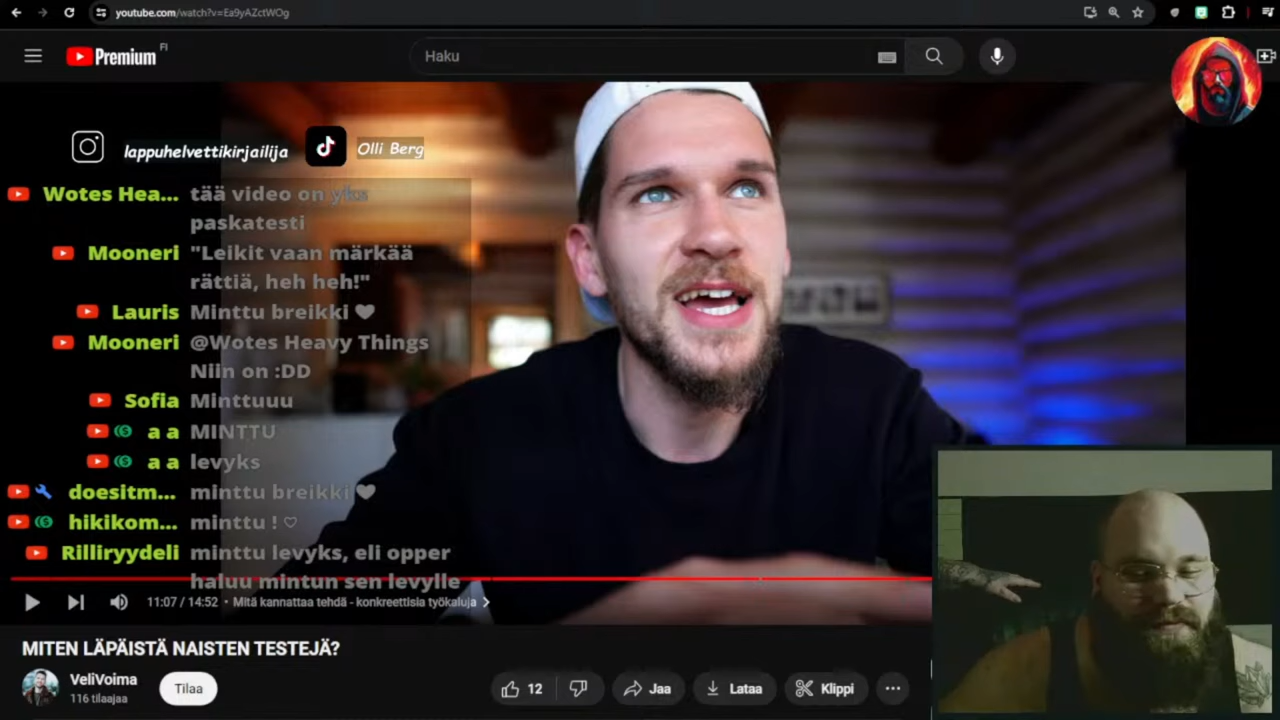 youtube.com/watch?v=Ea9yAZctWOg
Premium FI
Haku
lappuhelvettikirjailija
Olli Berg
Wotes Hea... tää video on yks
paskatesti
Mooneri "Leikit vaan märkää
rättiä, heh heh!"
Lauris Minttu breikki
Mooneri @Wotes Heavy Things
Niin on :DD
Sofia Minttuuu
a a MINTTU
a a levyks
doesitm... minttu breikki
hikikom... minttu !
Rilliryydeli minttu levyks, eli opper
haluu mintun sen levylle
11:07 / 14:52 • Mitä kannattaa tehdä - konkreettisia työkaluja
MITEN LÄPÄISTÄ NAISTEN TESTEJÄ?
VeliVoima
116 tilaajaa
Tilaa
12
Jaa
Lataa
Klippi